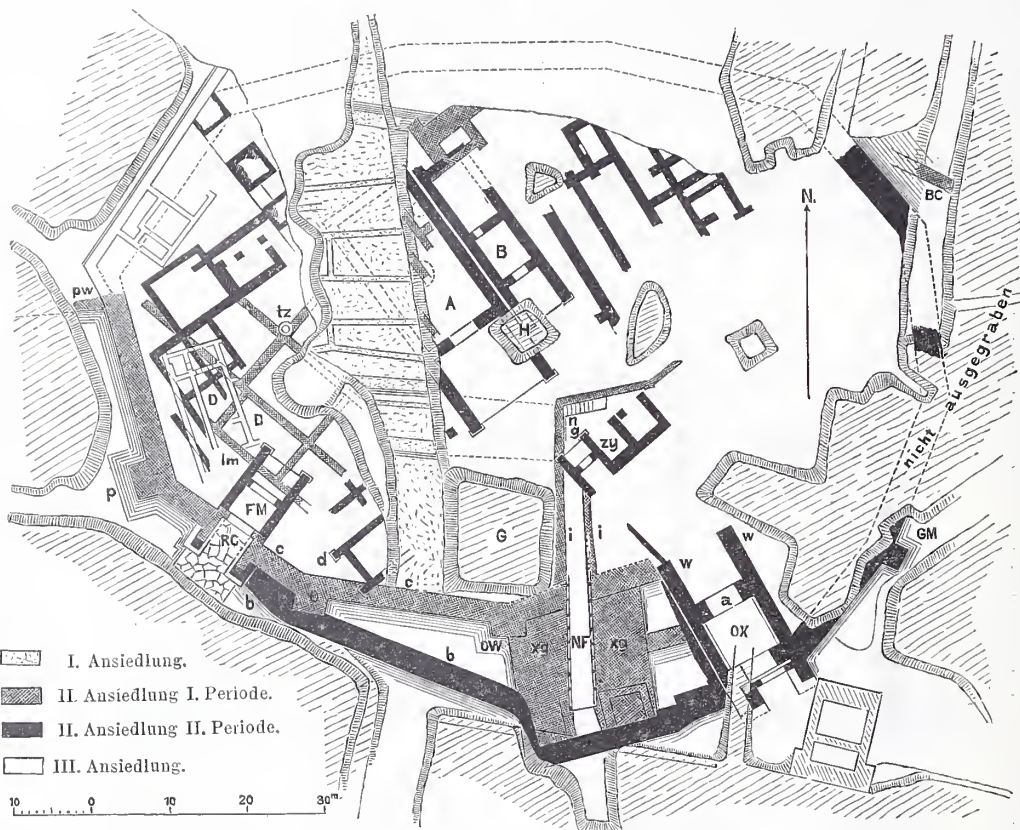 N.
BC
nicht ausgegraben
pw
tz
B
A
H
D
D
lm
n
g
zy
p
FM
RC
G
i
i
w
w
GM
d
c
c
a
OX
b
b
ow
xg
NF
xg
I. Ansiedlung.
II. Ansiedlung I. Periode.
II. Ansiedlung II. Periode.
III. Ansiedlung.
10 0 10 20 30m.